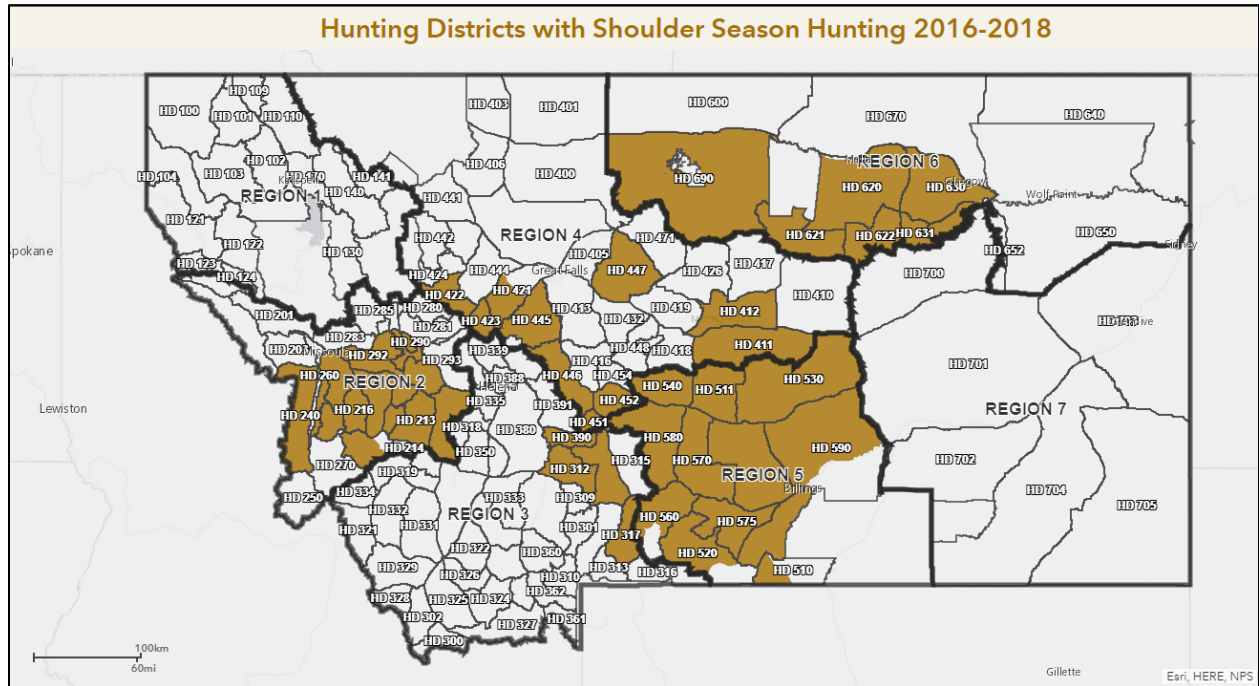 Hunting Districts with Shoulder Season Hunting 2016-2018
HD 109
HD 100
HD 101
HD 110
HD 403
HD 401
HD 600
HD 670
HD 640
HD 102
HD 406
HD 104
HD 103
HD 170
HD 141
HD 400
HD 690
REGION 6
REGION 1
HD 140
HD 441
HD 620
HD 630
Glasgow
Wolf Point
HD 121
HD 442
REGION 4
HD 471
HD 621
HD 622
HD 631
HD 650
Spokane
HD 122
HD 130
HD 405
HD 652
Sidney
HD 123
HD 124
HD 424
HD 444
Great Falls
HD 447
HD 426
HD 417
HD 700
HD 422
HD 421
HD 410
HD 201
HD 285
HD 280
HD 423
HD 445
HD 413
HD 419
HD 412
HD 281
HD 432
HD 283
HD 290
HD 292
Missoula
HD 339
HD 448
HD 418
HD 411
HD 293
HD 416
HD 701
HD 260
REGION 2
HD 388
Helena
HD 446
HD 454
HD 540
HD 511
HD 530
Lewiston
HD 240
HD 216
HD 213
HD 335
HD 391
HD 452
REGION 7
HD 318
HD 380
HD 451
HD 390
HD 580
HD 590
HD 214
HD 350
HD 315
HD 570
HD 702
HD 270
HD 319
HD 312
REGION 5
Billings
HD 250
HD 334
HD 333
HD 309
HD 704
HD 332
REGION 3
HD 560
HD 575
HD 705
HD 321
HD 331
HD 301
HD 317
HD 322
HD 360
HD 520
HD 329
HD 326
HD 310
HD 313
HD 316
HD 510
HD 328
HD 325
HD 324
HD 362
HD 302
HD 327
HD 361
HD 300
100km
60mi
Gillette
Esri, HERE, NPS